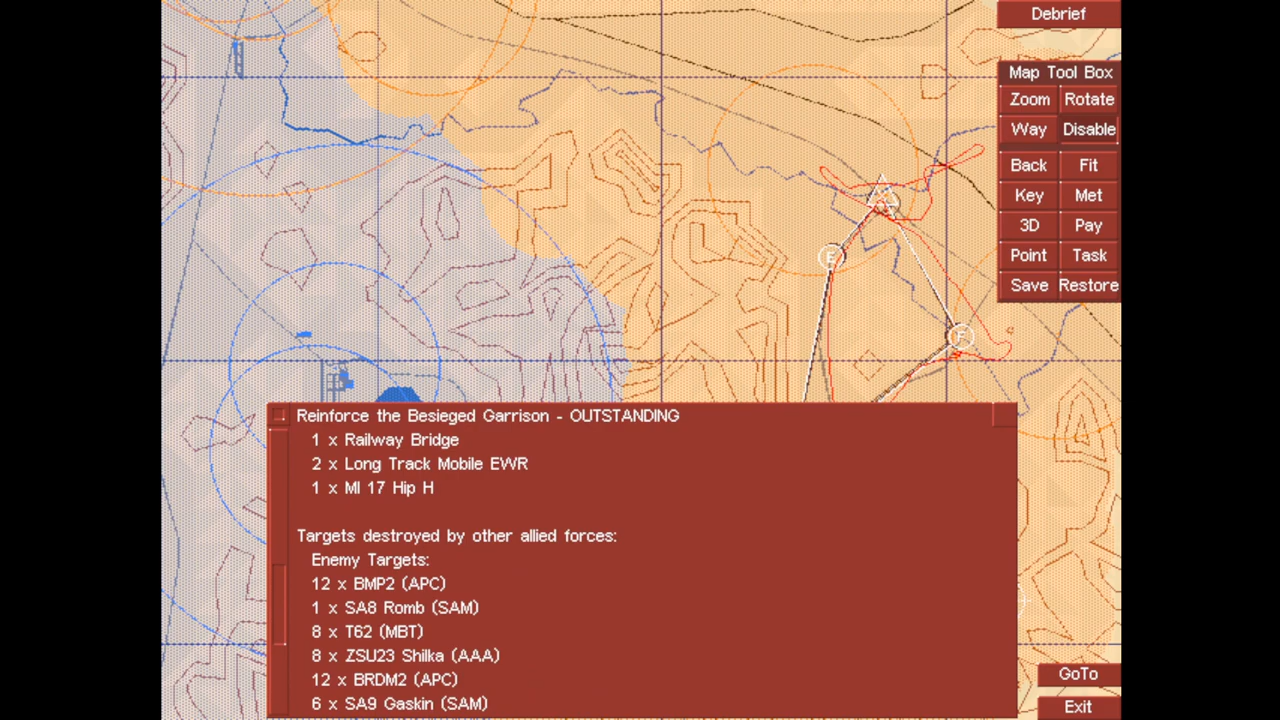 Debrief
Map Tool Box
Zoom Rotate
Way Disable
Back Fit
Key Met
3D Pay
Point Task
Save Restore
E
F
Reinforce the Besieged Garrison - OUTSTANDING
1 x Railway Bridge
2 x Long Track Mobile EWR
1 x MI 17 Hip H
Targets destroyed by other allied forces:
Enemy Targets:
12 x BMP2 (APC)
1 x SA8 Romb (SAM)
8 x T62 (MBT)
8 x ZSU23 Shilka (AAA)
12 x BRDM2 (APC)
6 x SA9 Gaskin (SAM)
GoTo
Exit